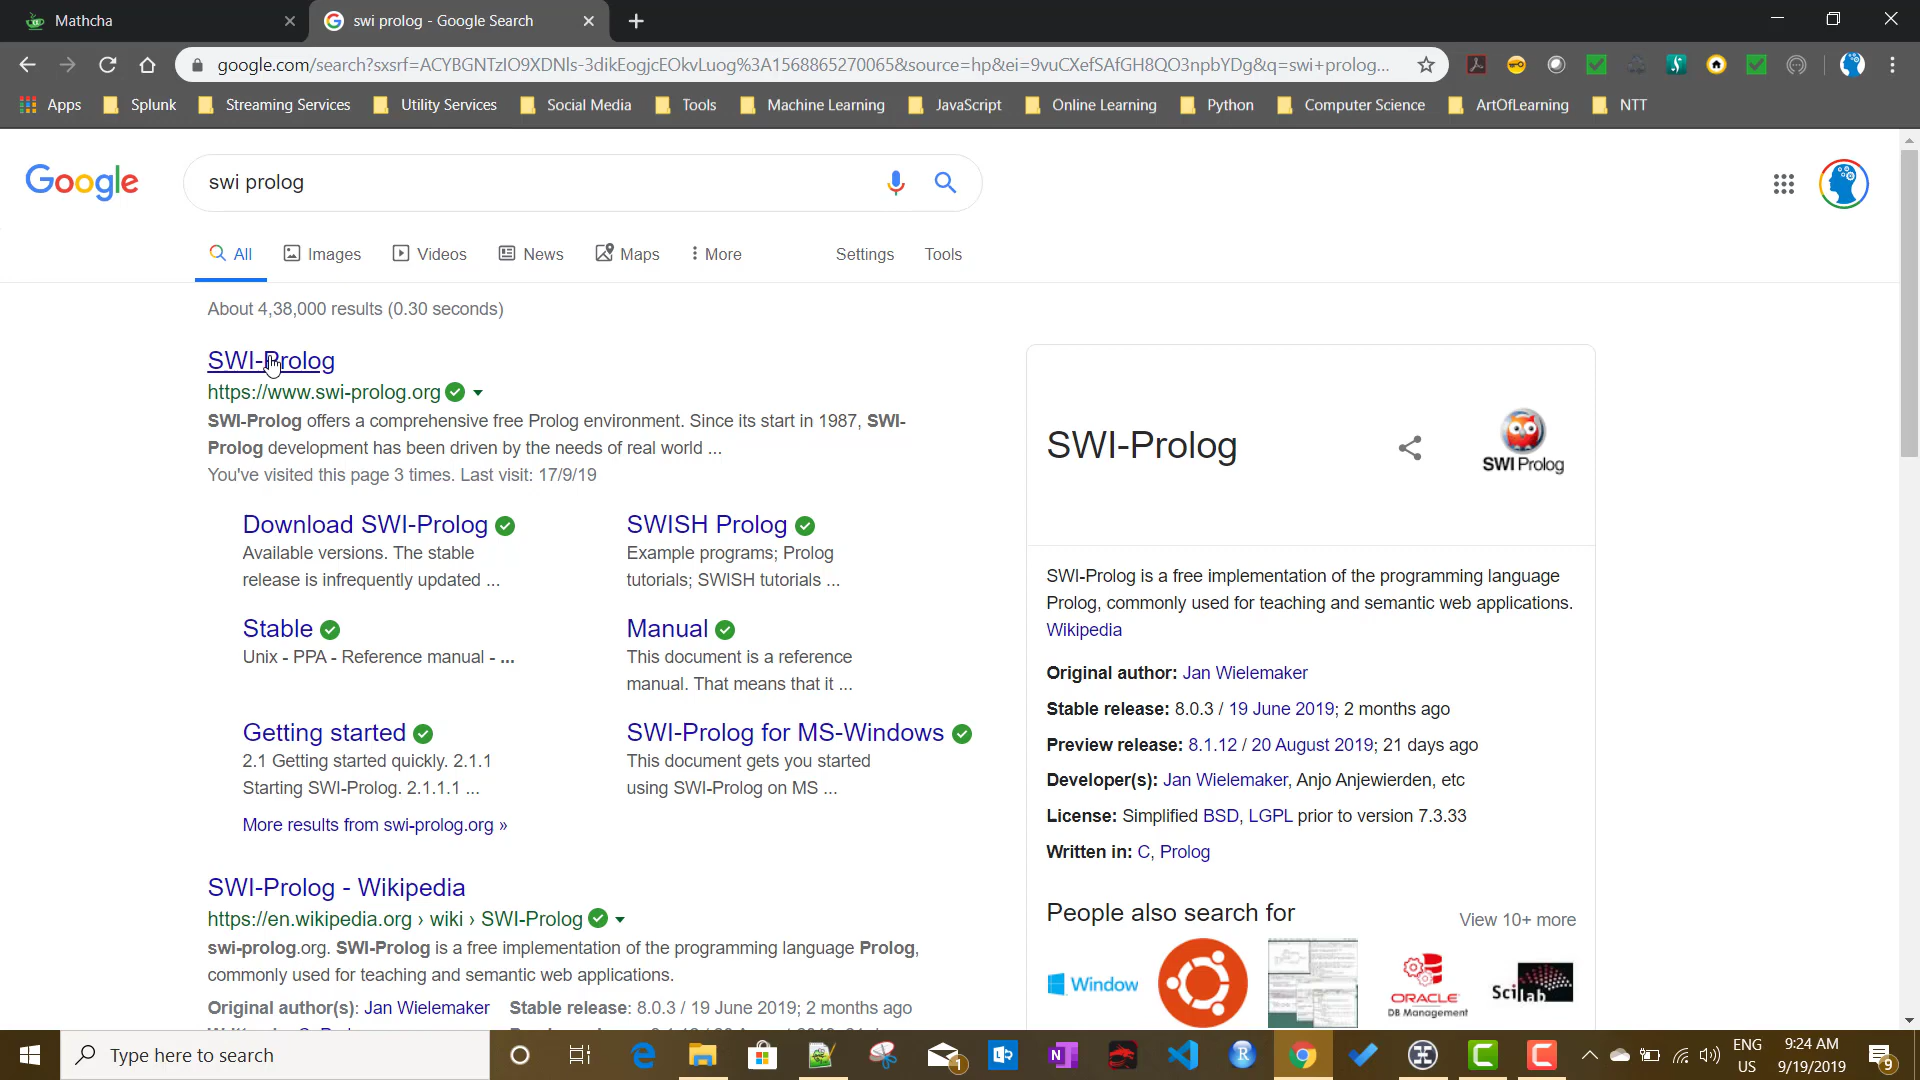 Mathcha
swi prolog - Google Search
google.com/search?sxsrf=ACYBGNTzIO9XDNls-3dikEogjcEOkvLuog%3A1568865270065&source=hp&ei=9vuCXefSAfGH8QO3npbYDg&q=swi+prolog...
Apps Splunk Streaming Services Utility Services Social Media Tools Machine Learning JavaScript Online Learning Python Computer Science ArtOfLearning NTT
Google
swi prolog
All Images Videos News Maps More Settings Tools
About 4,38,000 results (0.30 seconds)
SWI-Prolog
https://www.swi-prolog.org
SWI-Prolog offers a comprehensive free Prolog environment. Since its start in 1987, SWI-
Prolog development has been driven by the needs of real world ...
You've visited this page 3 times. Last visit: 17/9/19
Download SWI-Prolog
Available versions. The stable
release is infrequently updated ...
SWISH Prolog
Example programs; Prolog
tutorials; SWISH tutorials ...
Stable
Unix - PPA - Reference manual - ...
Manual
This document is a reference
manual. That means that it ...
Getting started
2.1 Getting started quickly. 2.1.1
Starting SWI-Prolog. 2.1.1.1 ...
SWI-Prolog for MS-Windows
This document gets you started
using SWI-Prolog on MS ...
More results from swi-prolog.org »
SWI-Prolog - Wikipedia
https://en.wikipedia.org › wiki › SWI-Prolog
swi-prolog.org. SWI-Prolog is a free implementation of the programming language Prolog,
commonly used for teaching and semantic web applications.
Original author(s): Jan Wielemaker Stable release: 8.0.3 / 19 June 2019; 2 months ago
SWI-Prolog
SWI Prolog
SWI-Prolog is a free implementation of the programming language
Prolog, commonly used for teaching and semantic web applications.
Wikipedia
Original author: Jan Wielemaker
Stable release: 8.0.3 / 19 June 2019; 2 months ago
Preview release: 8.1.12 / 20 August 2019; 21 days ago
Developer(s): Jan Wielemaker, Anjo Anjewierden, etc
License: Simplified BSD, LGPL prior to version 7.3.33
Written in: C, Prolog
People also search for
View 10+ more
Window
ORACLE
DB Management
Scilab
Type here to search
1
ENG
US
9:24 AM
9/19/2019
9